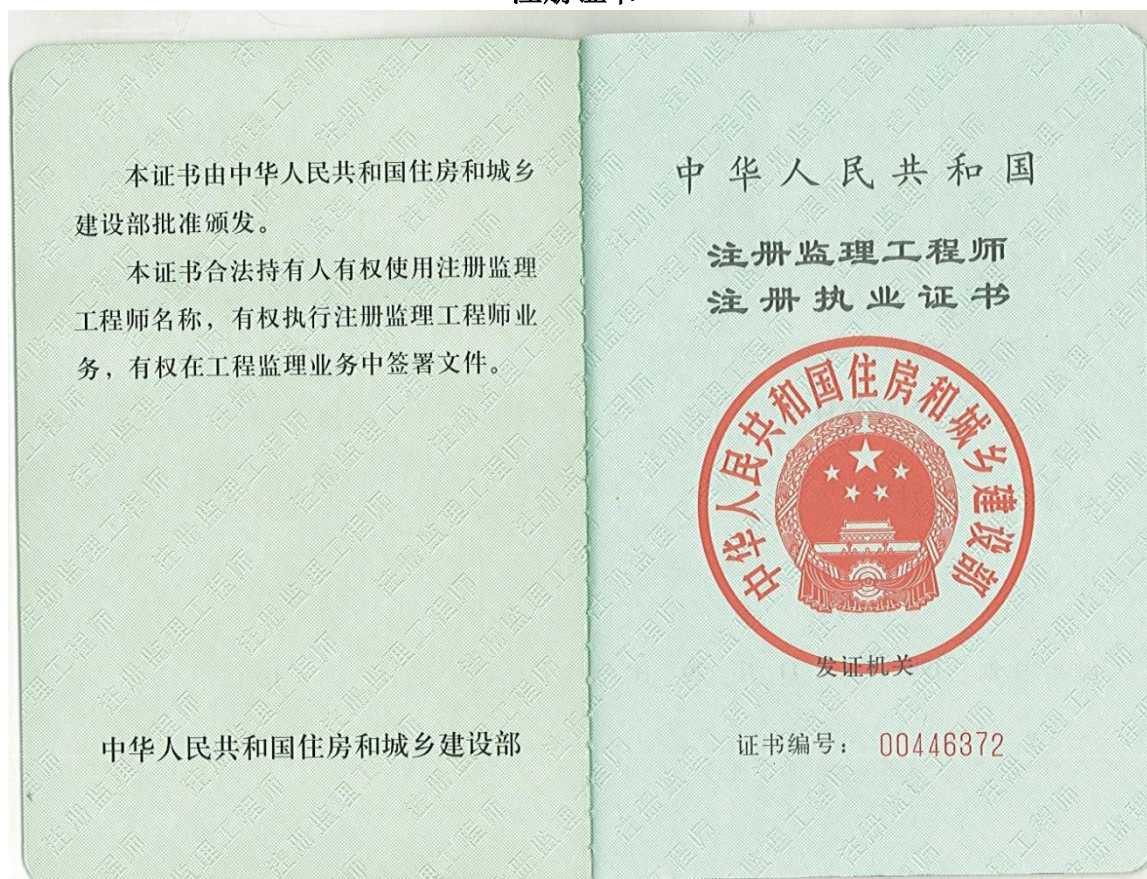 注册证书
本证书由中华人民共和国住房和城乡
建设部批准颁发。
本证书合法持有人有权使用注册监理
工程师名称，有权执行注册监理工程师业
务，有权在工程监理业务中签署文件。
中华人民共和国住房和城乡建设部
中华人民共和国
注册监理工程师
注册执业证书
中华人民共和国住房和城乡建设部
发证机关
证书编号： 00446372